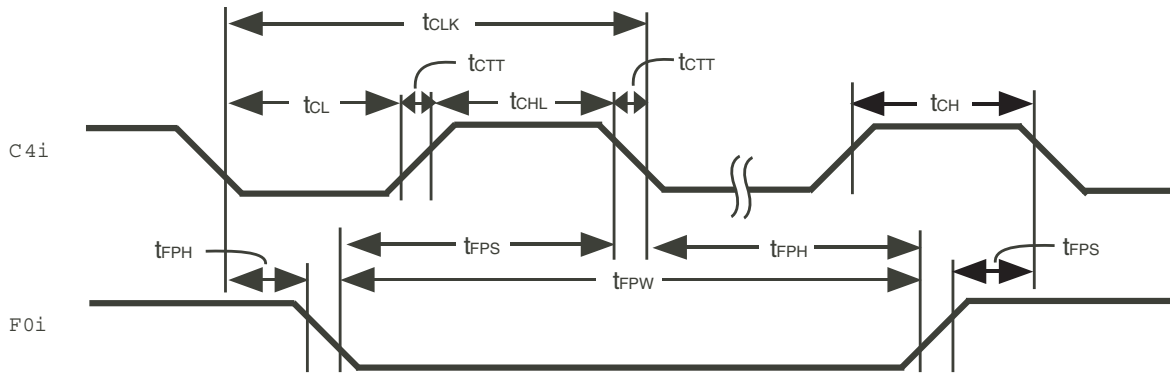 tCLK
tCTT
tCTT
tCL
tCHL
tCH
C4i
tFPH
tFPS
tFPH
tFPS
tFPW
F0i